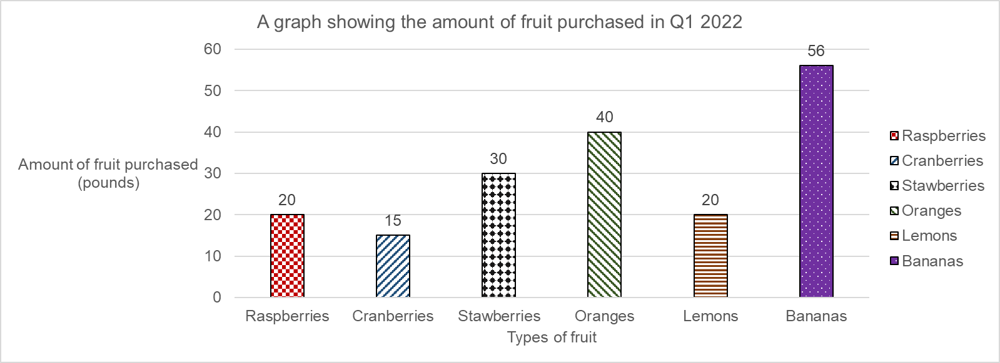 A graph showing the amount of fruit purchased in Q1 2022
60
50
40
30
20
10
0
Amount of fruit purchased
(pounds)
20
15
30
40
20
56
Raspberries
Cranberries
Stawberries
Oranges
Lemons
Bananas
Types of fruit
Raspberries
Cranberries
Stawberries
Oranges
Lemons
Bananas